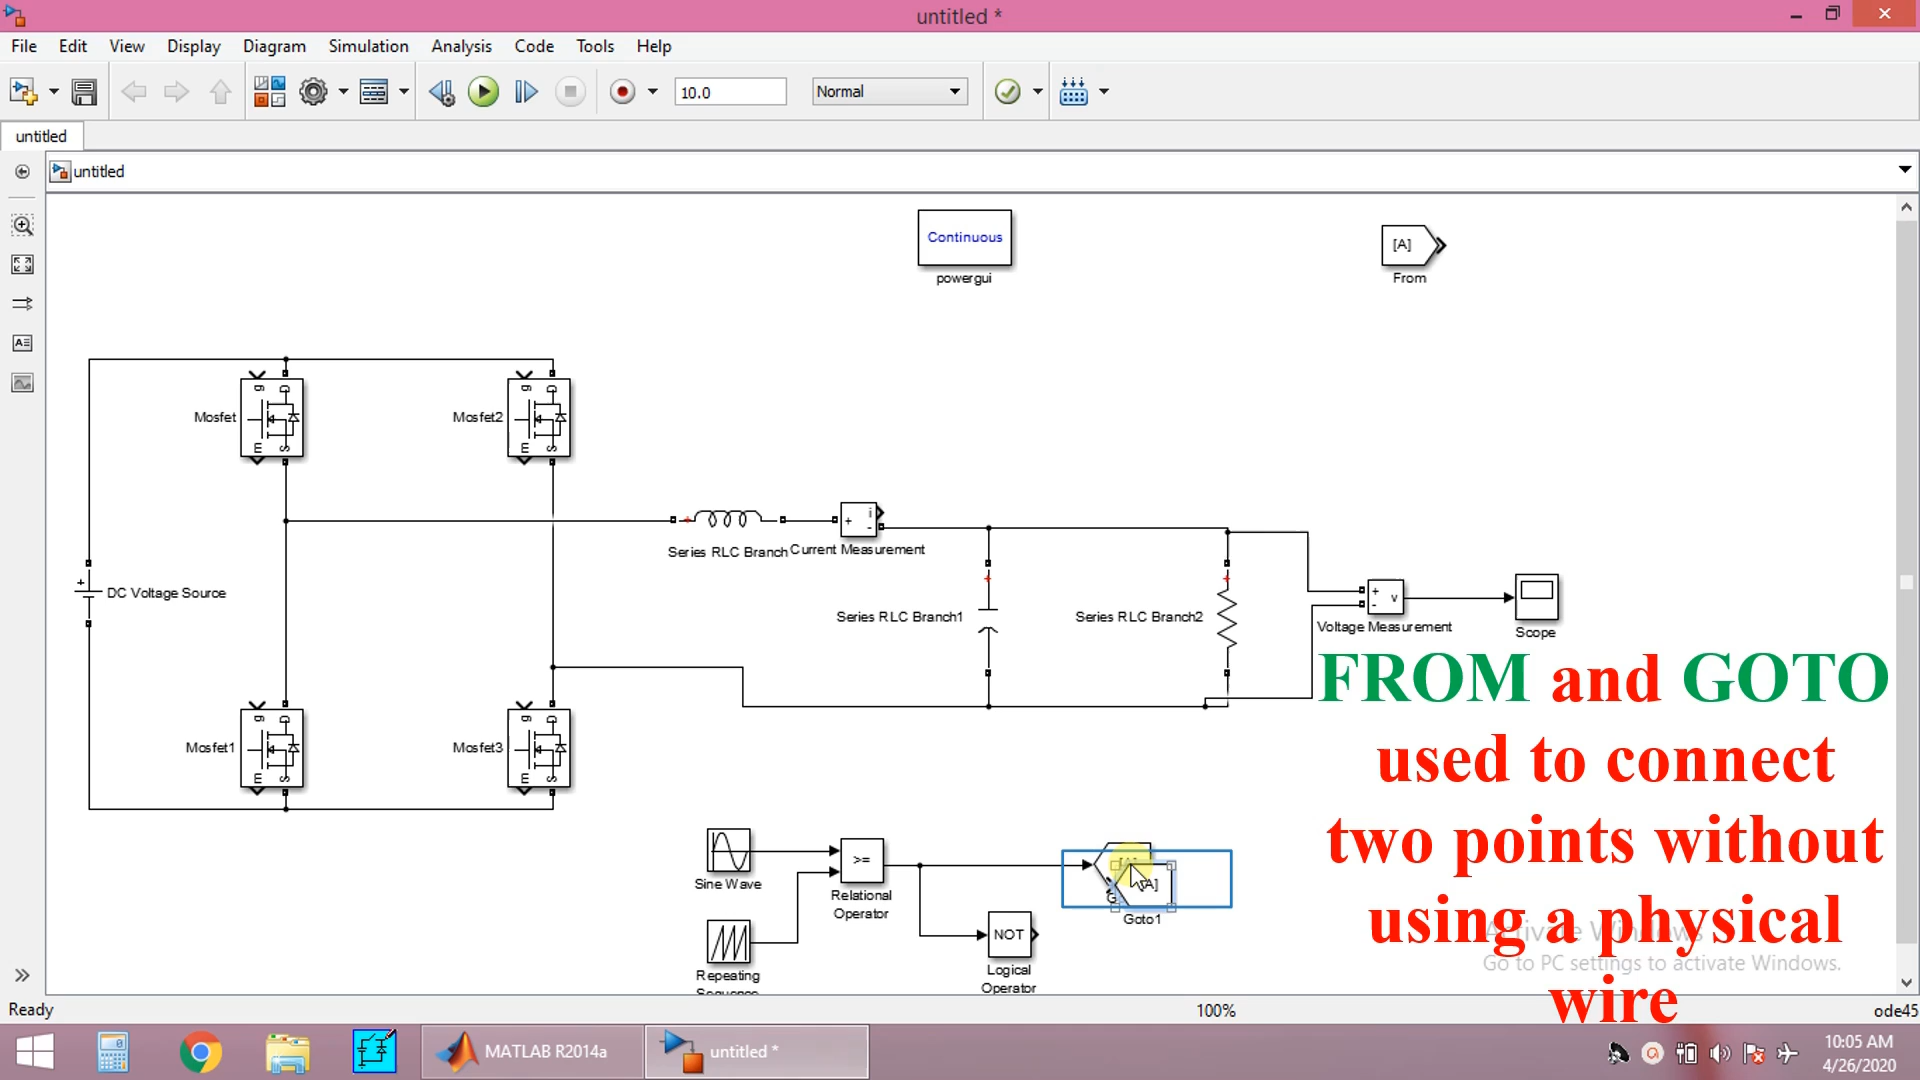 untitled *
File Edit View Display Diagram Simulation Analysis Code Tools Help
10.0
Normal
untitled
untitled
Continuous
powergui
[A]
From
g D
Mosfet
m S
g D
Mosfet2
m S
i
+ -
Series RLC Branch
Current Measurement
+
DC Voltage Source
Series RLC Branch1
Series RLC Branch2
+ v
-
Voltage Measurement
Scope
g D
Mosfet1
m S
g D
Mosfet3
m S
FROM and GOTO
used to connect
two points without
using a physical
wire
Sine Wave
>=
Relational
Operator
Goto1
NOT
Logical
Operator
Repeating
Activate Windows
Go to PC settings to activate Windows.
Ready
100%
ode45
MATLAB R2014a
untitled *
10:05 AM
4/26/2020